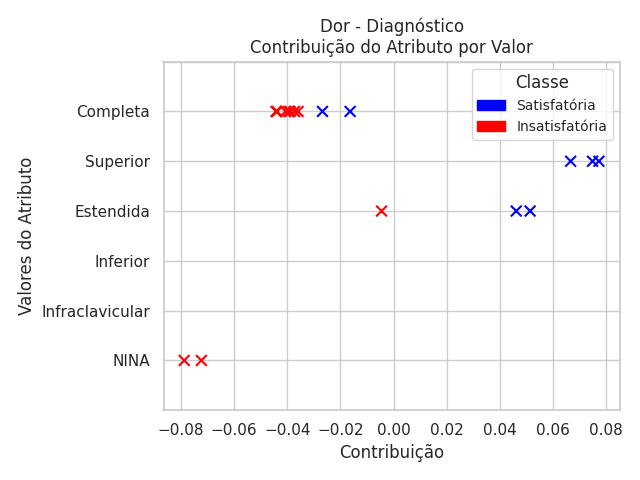 Dor - Diagnóstico
Contribuição do Atributo por Valor
Classe
Satisfatória
Insatisfatória
Valores do Atributo
Completa
Superior
Estendida
Inferior
Infraclavicular
NINA
−0.08 −0.06 −0.04 −0.02 0.00 0.02 0.04 0.06 0.08
Contribuição